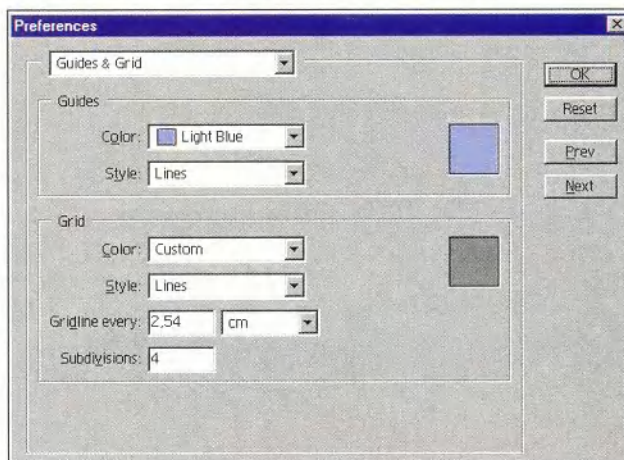 Preferences
Guides & Grid
OK
Reset
Prev
Next
Guides
Color: Light Blue
Style: Lines
Grid
Color: Custom
Style: Lines
Gridline every: 2,54 cm
Subdivisions: 4